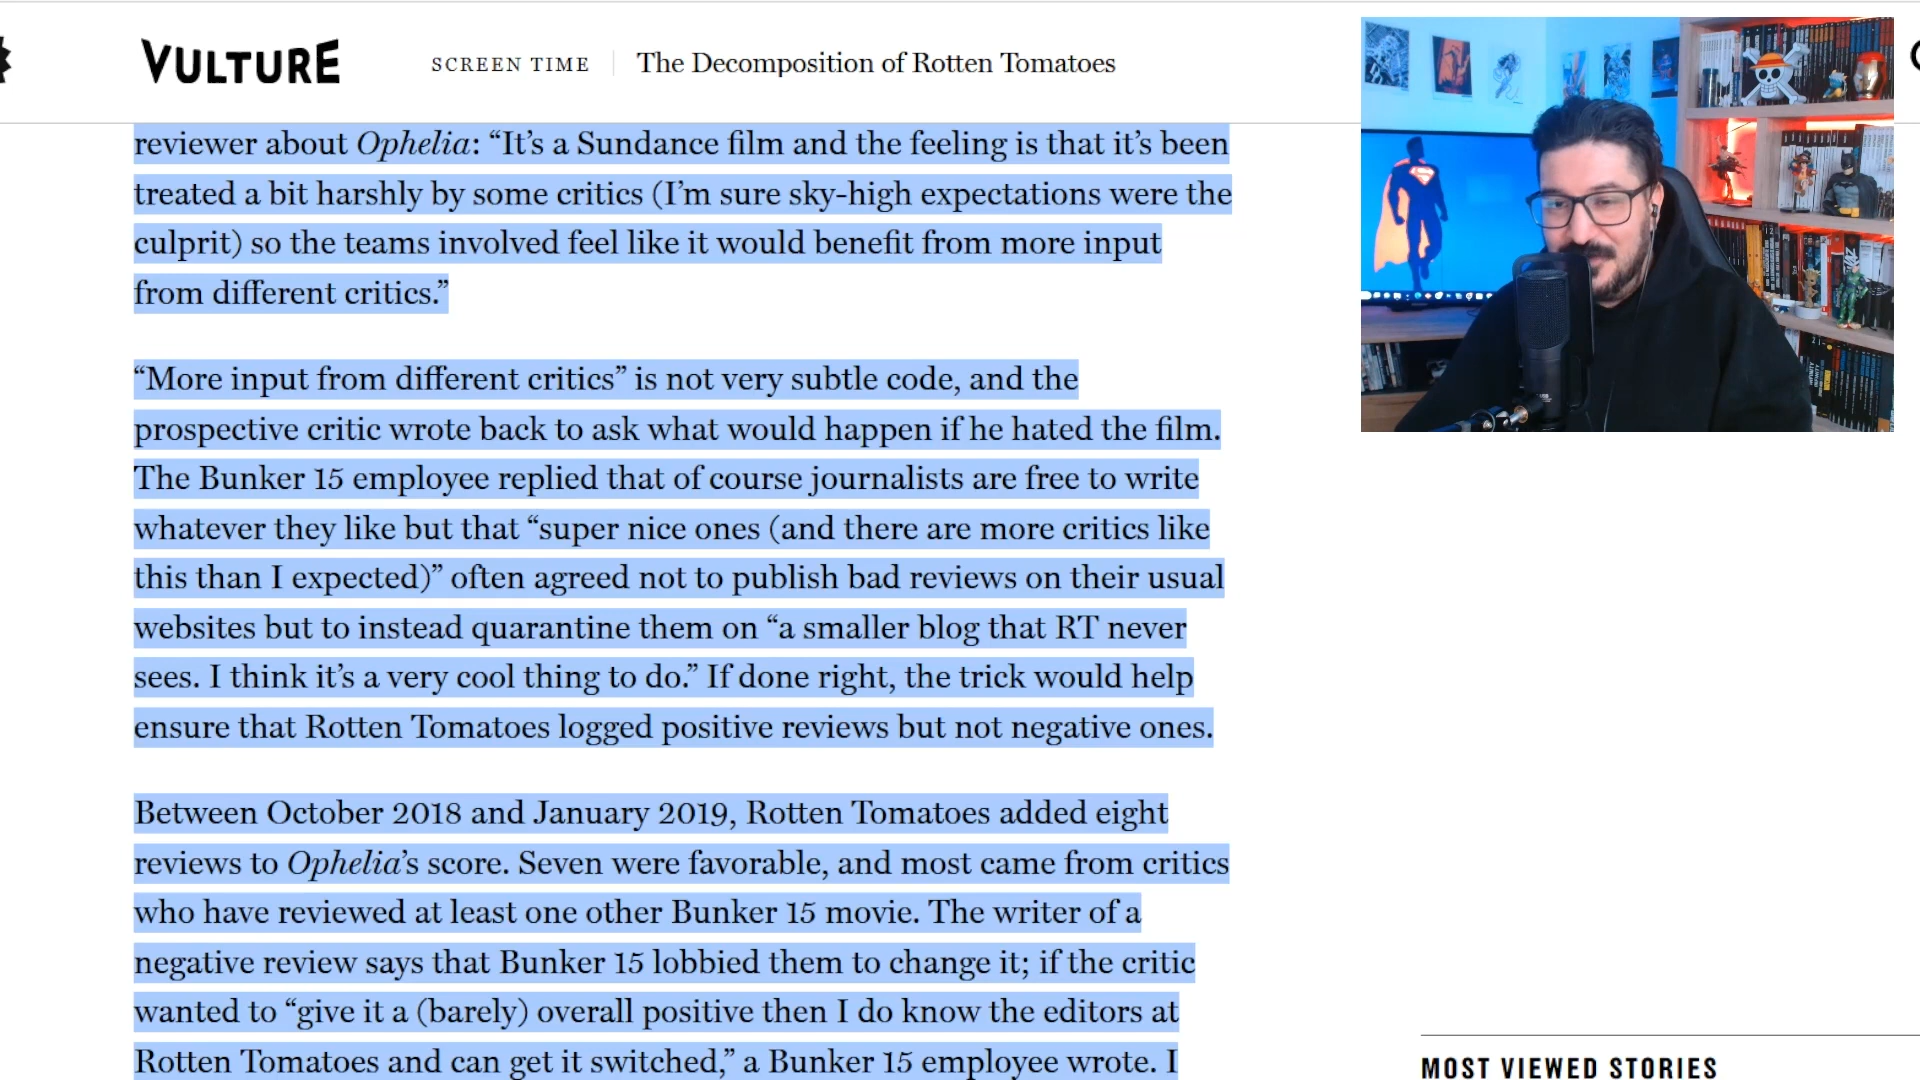 VULTURE
SCREEN TIME
The Decomposition of Rotten Tomatoes
reviewer about Ophelia: “It’s a Sundance film and the feeling is that it’s been
treated a bit harshly by some critics (I’m sure sky-high expectations were the
culprit) so the teams involved feel like it would benefit from more input
from different critics.”
“More input from different critics” is not very subtle code, and the
prospective critic wrote back to ask what would happen if he hated the film.
The Bunker 15 employee replied that of course journalists are free to write
whatever they like but that “super nice ones (and there are more critics like
this than I expected)” often agreed not to publish bad reviews on their usual
websites but to instead quarantine them on “a smaller blog that RT never
sees. I think it’s a very cool thing to do.” If done right, the trick would help
ensure that Rotten Tomatoes logged positive reviews but not negative ones.
Between October 2018 and January 2019, Rotten Tomatoes added eight
reviews to Ophelia’s score. Seven were favorable, and most came from critics
who have reviewed at least one other Bunker 15 movie. The writer of a
negative review says that Bunker 15 lobbied them to change it; if the critic
wanted to “give it a (barely) overall positive then I do know the editors at
Rotten Tomatoes and can get it switched,” a Bunker 15 employee wrote. I
MOST VIEWED STORIES